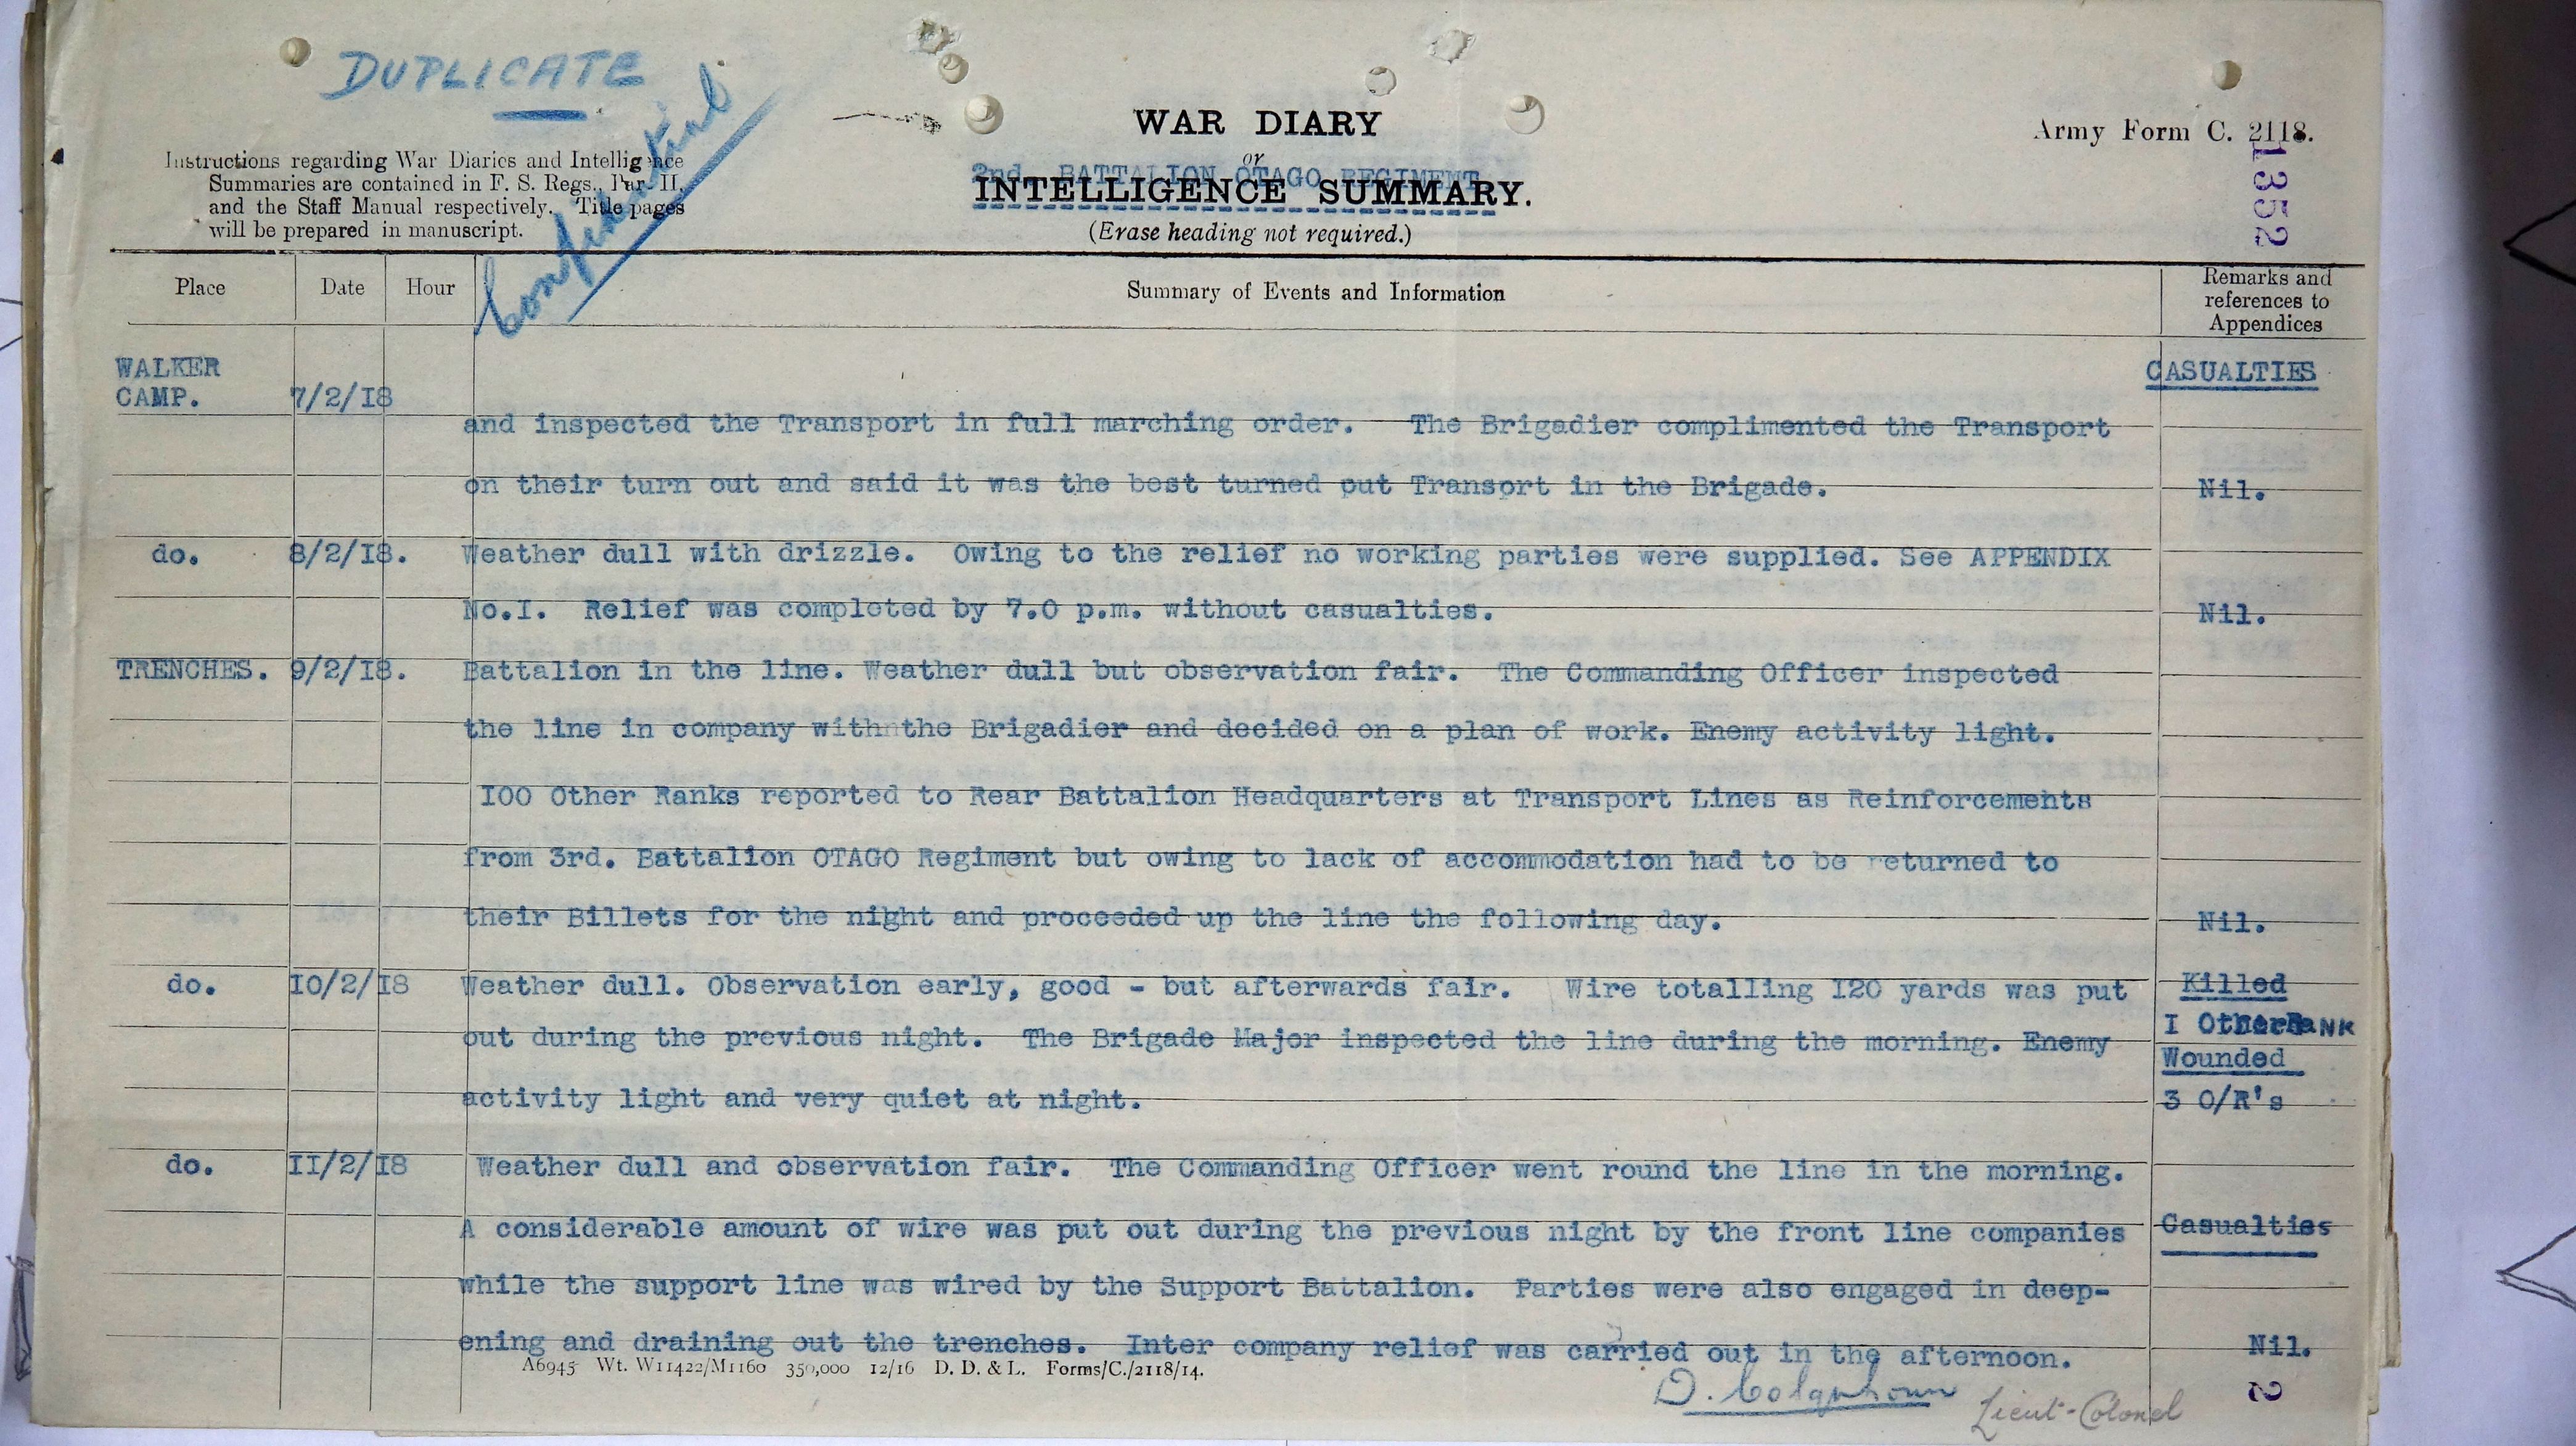 DUPLICATE
Confidential
WAR DIARY
or
2nd. BATTALION OTAGO REGIMENT
INTELLIGENCE SUMMARY.
(Erase heading not required.)
Army Form C. 2118.
1352
Instructions regarding War Diaries and Intelligence
Summaries are contained in F. S. Regs., Par. II.
and the Staff Manual respectively. Title pages
will be prepared in manuscript.
Place Date Hour Summary of Events and Information Remarks and references to Appendices
WALKER CASUALTIES
CAMP. 7/2/I8
and inspected the Transport in full marching order. The Brigadier complimented the Transport
on their turn out and said it was the best turned out Transort in the Brigade. Nil.
do. 8/2/I8. Weather dull with drizzle. Owing to the relief no working parties were supplied. See APPENDIX
No.I. Relief was completed by 7.0 p.m. without casualties. Nil.
TRENCHES. 9/2/I8. Battalion in the line. Weather dull but observation fair. The Commanding Officer inspected
the line in company withnthe Brigadier and decided on a plan of work. Enemy activity light.
I00 Other Ranks reported to Rear Battalion Headquarters at Transport Lines as Reinforcements
from 3rd. Battalion OTAGO Regiment but owing to lack of accommodation had to be returned to
their Billets for the night and proceeded up the line the following day. Nil.
do. I0/2/I8 Weather dull. Observation early, good - but afterwards fair. Wire totalling I20 yards was put Killed
I Other RaNK
out during the previous night. The Brigade Major inspected the line during the morning. Enemy Wounded
activity light and very quiet at night. 3 O/R's
do. II/2/I8 Weather dull and observation fair. The Commanding Officer went round the line in the morning.
A considerable amount of wire was put out during the previous night by the front line companies Casualties
while the support line was wired by the Support Battalion. Parties were also engaged in deep-
ening and draining out the trenches. Inter company relief was carried out in the afternoon. Nil.
A6945 Wt. W11422/M1160 350,000 12/16 D. D. & L. Forms/C./2118/14.
D. Colquhoun Lieut-Colonel
2